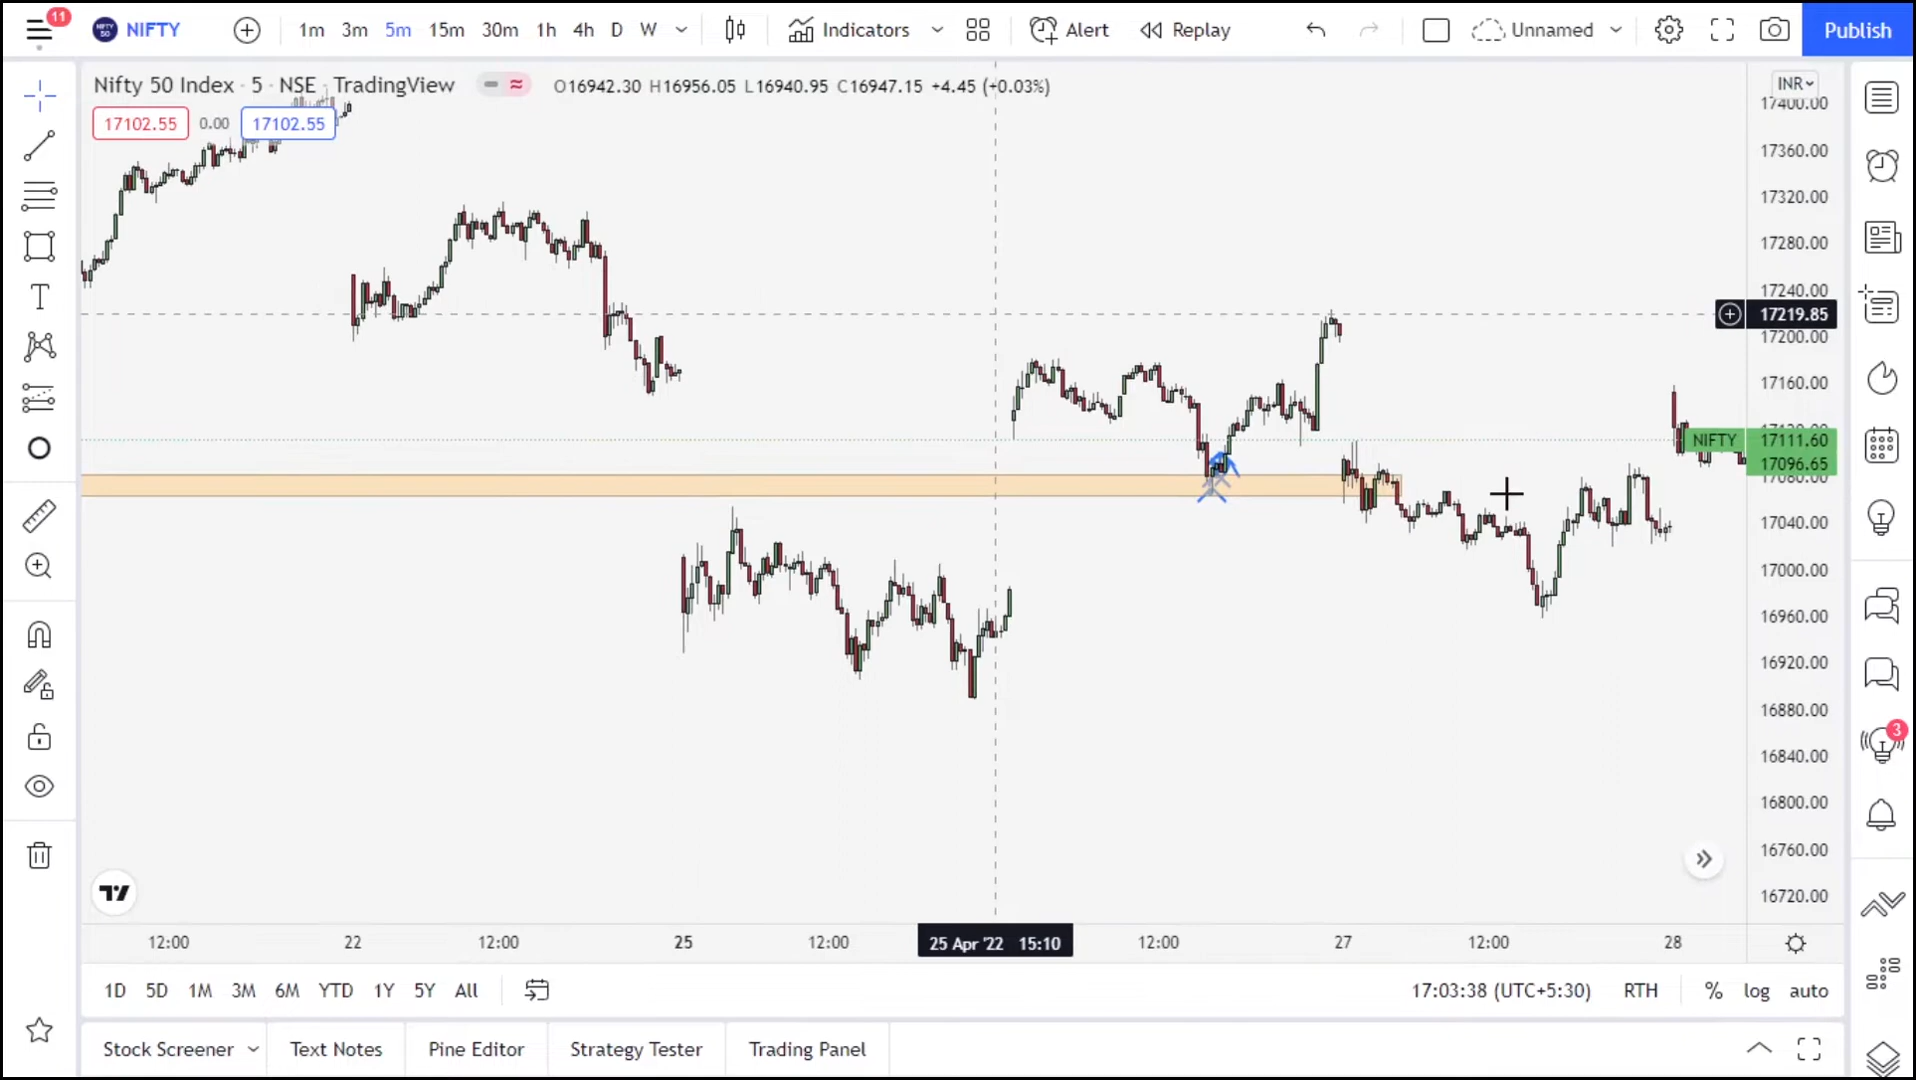 11
NIFTY 1m 3m 5m 15m 30m 1h 4h D W Indicators Alert Replay Unnamed Publish
Nifty 50 Index · 5 · NSE · TradingView O16942.30 H16956.05 L16940.95 C16947.15 +4.45 (+0.03%)
INR
17102.55 0.00 17102.55
17400.00
17360.00
17320.00
17280.00
17240.00
17219.85
17200.00
17160.00
17120.00
NIFTY 17111.60
17096.65
17080.00
17040.00
17000.00
16960.00
16920.00
16880.00
16840.00
16800.00
16760.00
16720.00
3
12:00 22 12:00 25 12:00 25 Apr '22 15:10 12:00 27 12:00 28
1D 5D 1M 3M 6M YTD 1Y 5Y All 17:03:38 (UTC+5:30) RTH % log auto
Stock Screener Text Notes Pine Editor Strategy Tester Trading Panel